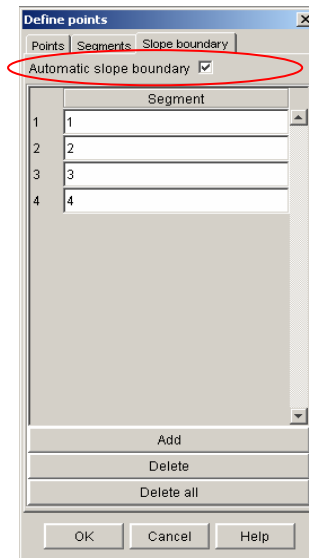 Define points
Points Segments Slope boundary
Automatic slope boundary
Segment
1 1
2 2
3 3
4 4
Add
Delete
Delete all
OK Cancel Help